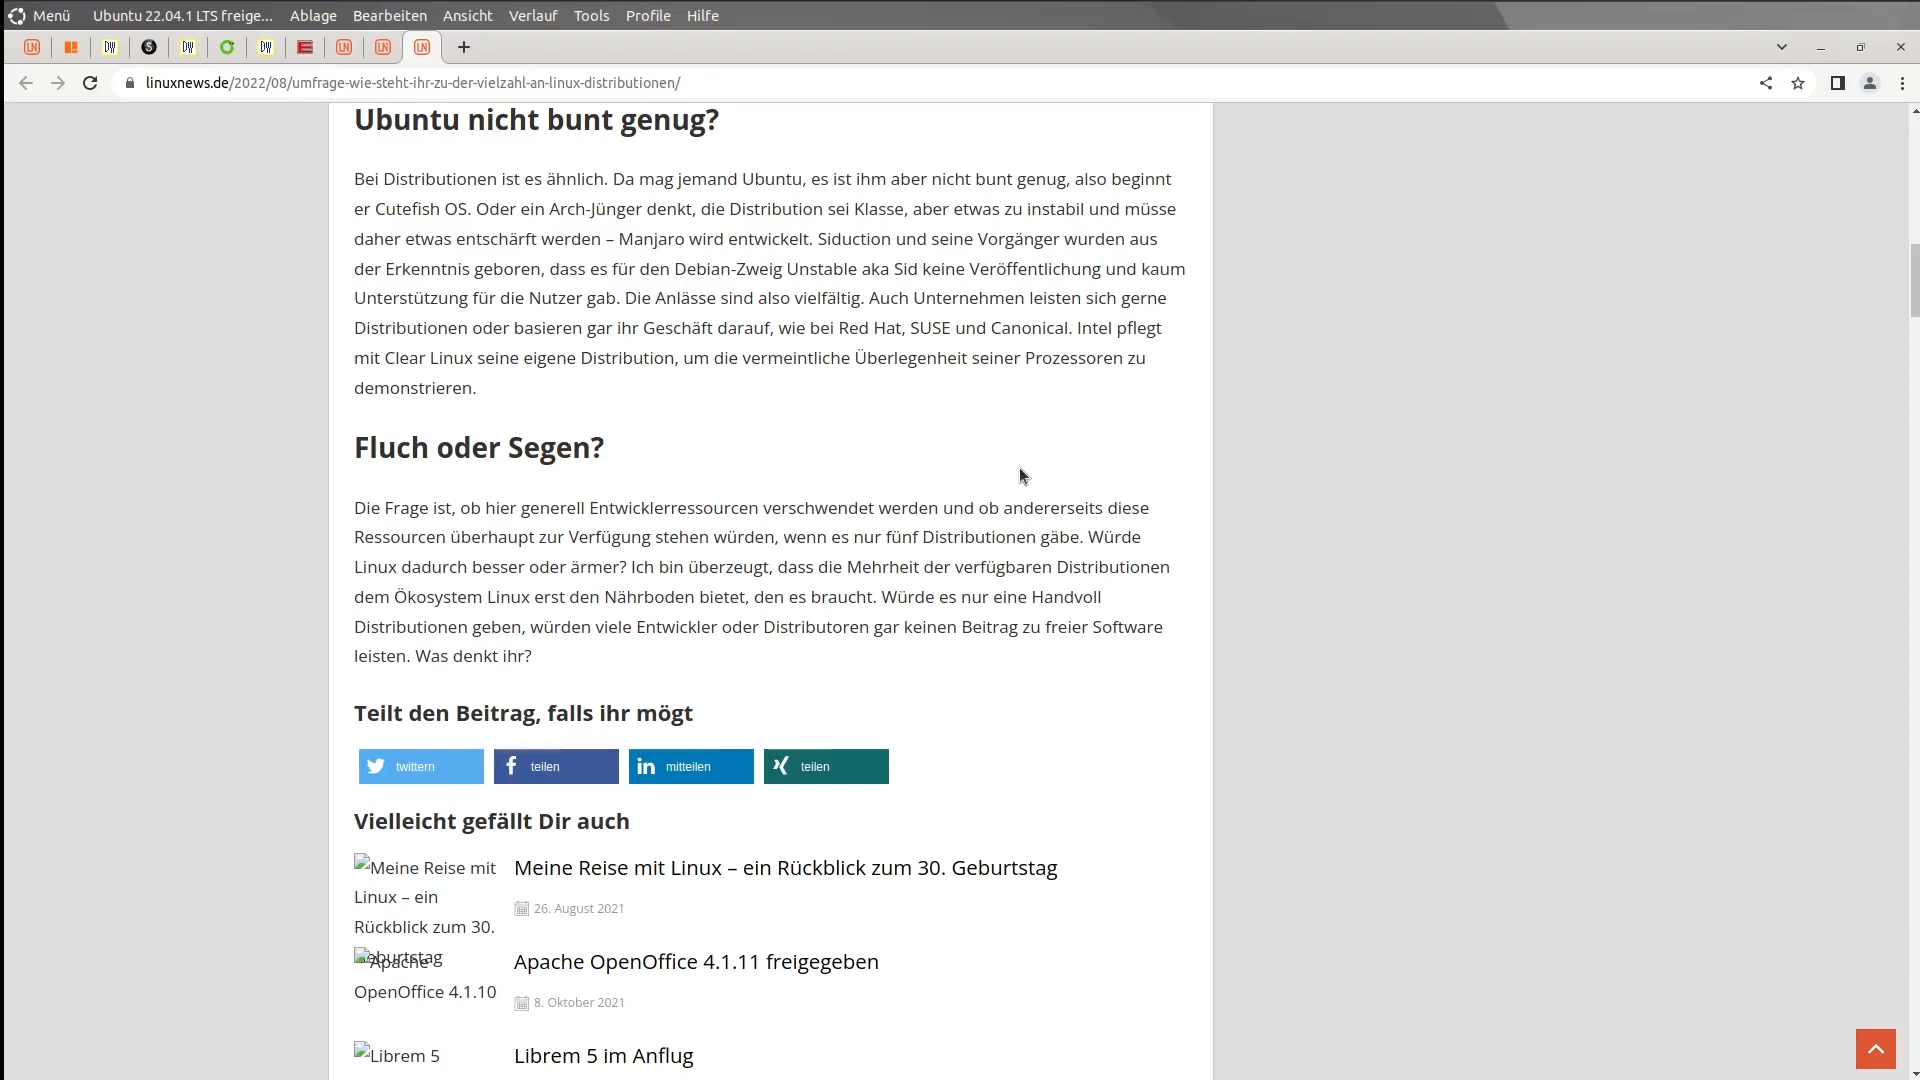 Menü Ubuntu 22.04.1 LTS freige... Ablage Bearbeiten Ansicht Verlauf Tools Profile Hilfe
LN DW S DW DW LN LN LN
linuxnews.de/2022/08/umfrage-wie-steht-ihr-zu-der-vielzahl-an-linux-distributionen/
Ubuntu nicht bunt genug?
Bei Distributionen ist es ähnlich. Da mag jemand Ubuntu, es ist ihm aber nicht bunt genug, also beginnt
er Cutefish OS. Oder ein Arch-Jünger denkt, die Distribution sei Klasse, aber etwas zu instabil und müsse
daher etwas entschärft werden – Manjaro wird entwickelt. Siduction und seine Vorgänger wurden aus
der Erkenntnis geboren, dass es für den Debian-Zweig Unstable aka Sid keine Veröffentlichung und kaum
Unterstützung für die Nutzer gab. Die Anlässe sind also vielfältig. Auch Unternehmen leisten sich gerne
Distributionen oder basieren gar ihr Geschäft darauf, wie bei Red Hat, SUSE und Canonical. Intel pflegt
mit Clear Linux seine eigene Distribution, um die vermeintliche Überlegenheit seiner Prozessoren zu
demonstrieren.
Fluch oder Segen?
Die Frage ist, ob hier generell Entwicklerressourcen verschwendet werden und ob andererseits diese
Ressourcen überhaupt zur Verfügung stehen würden, wenn es nur fünf Distributionen gäbe. Würde
Linux dadurch besser oder ärmer? Ich bin überzeugt, dass die Mehrheit der verfügbaren Distributionen
dem Ökosystem Linux erst den Nährboden bietet, den es braucht. Würde es nur eine Handvoll
Distributionen geben, würden viele Entwickler oder Distributoren gar keinen Beitrag zu freier Software
leisten. Was denkt ihr?
Teilt den Beitrag, falls ihr mögt
twittern teilen mitteilen teilen
Vielleicht gefällt Dir auch
Meine Reise mit
Linux – ein
Rückblick zum 30.
Geburtstag
Meine Reise mit Linux – ein Rückblick zum 30. Geburtstag
26. August 2021
Apache
OpenOffice 4.1.10
Apache OpenOffice 4.1.11 freigegeben
8. Oktober 2021
Librem 5
Librem 5 im Anflug